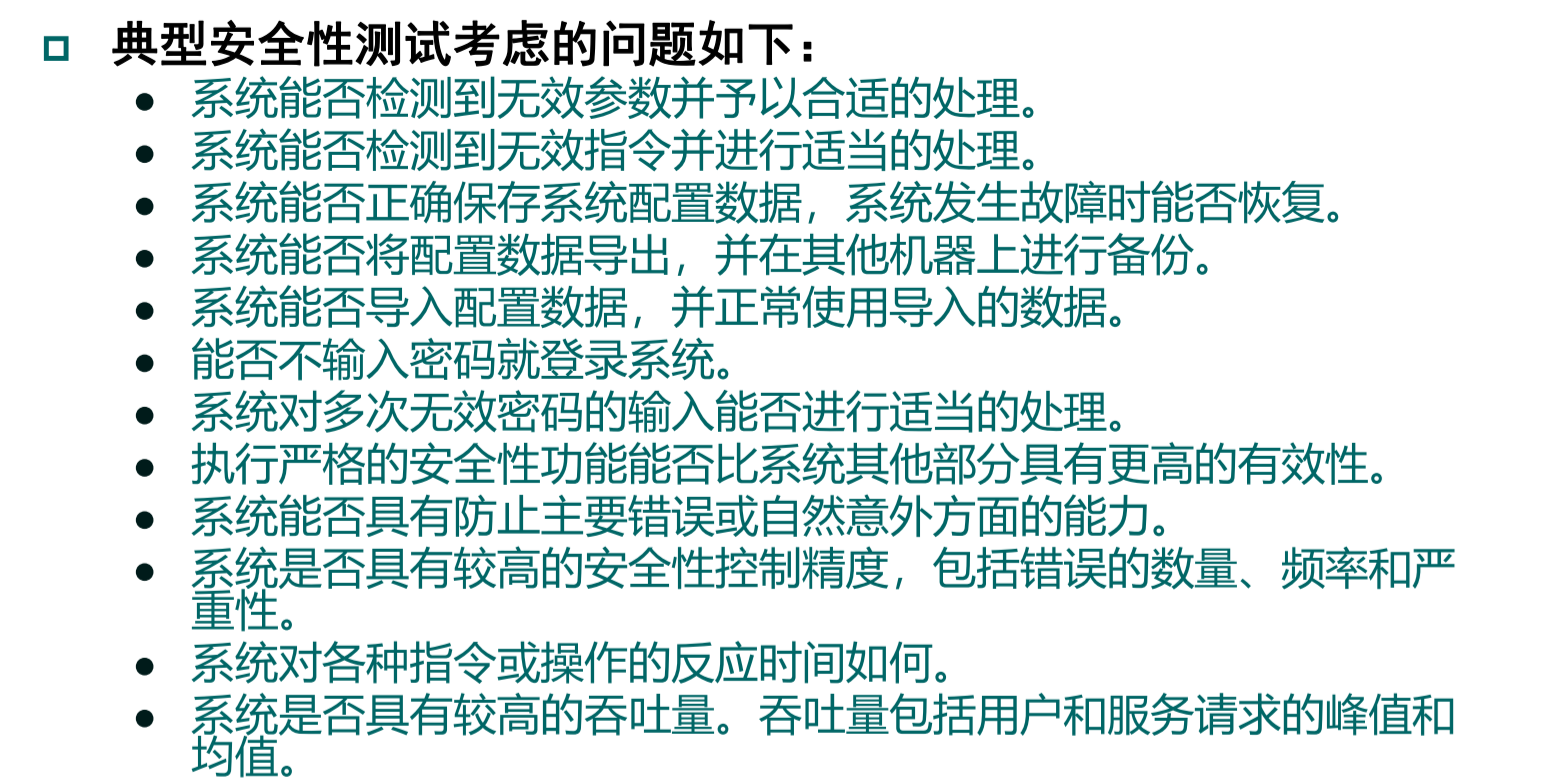 典型安全性测试考虑的问题如下：
系统能否检测到无效参数并予以合适的处理。
系统能否检测到无效指令并进行适当的处理。
系统能否正确保存系统配置数据，系统发生故障时能否恢复。
系统能否将配置数据导出，并在其他机器上进行备份。
系统能否导入配置数据，并正常使用导入的数据。
能否不输入密码就登录系统。
系统对多次无效密码的输入能否进行适当的处理。
执行严格的安全性功能能否比系统其他部分具有更高的有效性。
系统能否具有防止主要错误或自然意外方面的能力。
系统是否具有较高的安全性控制精度，包括错误的数量、频率和严
重性。
系统对各种指令或操作的反应时间如何。
系统是否具有较高的吞吐量。吞吐量包括用户和服务请求的峰值和
均值。